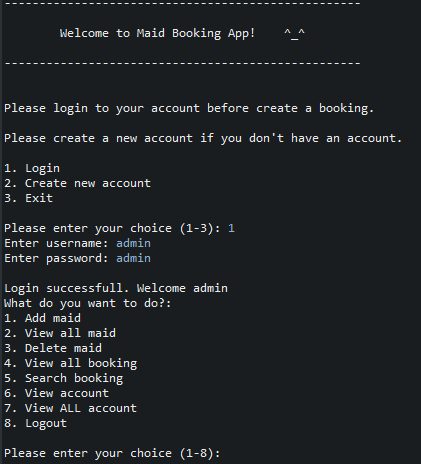 ---------------------------------------------------
Welcome to Maid Booking App!    ^_^
---------------------------------------------------
Please login to your account before create a booking.
Please create a new account if you don't have an account.
1. Login
2. Create new account
3. Exit
Please enter your choice (1-3): 1
Enter username: admin
Enter password: admin
Login successfull. Welcome admin
What do you want to do?:
1. Add maid
2. View all maid
3. Delete maid
4. View all booking
5. Search booking
6. View account
7. View ALL account
8. Logout
Please enter your choice (1-8):